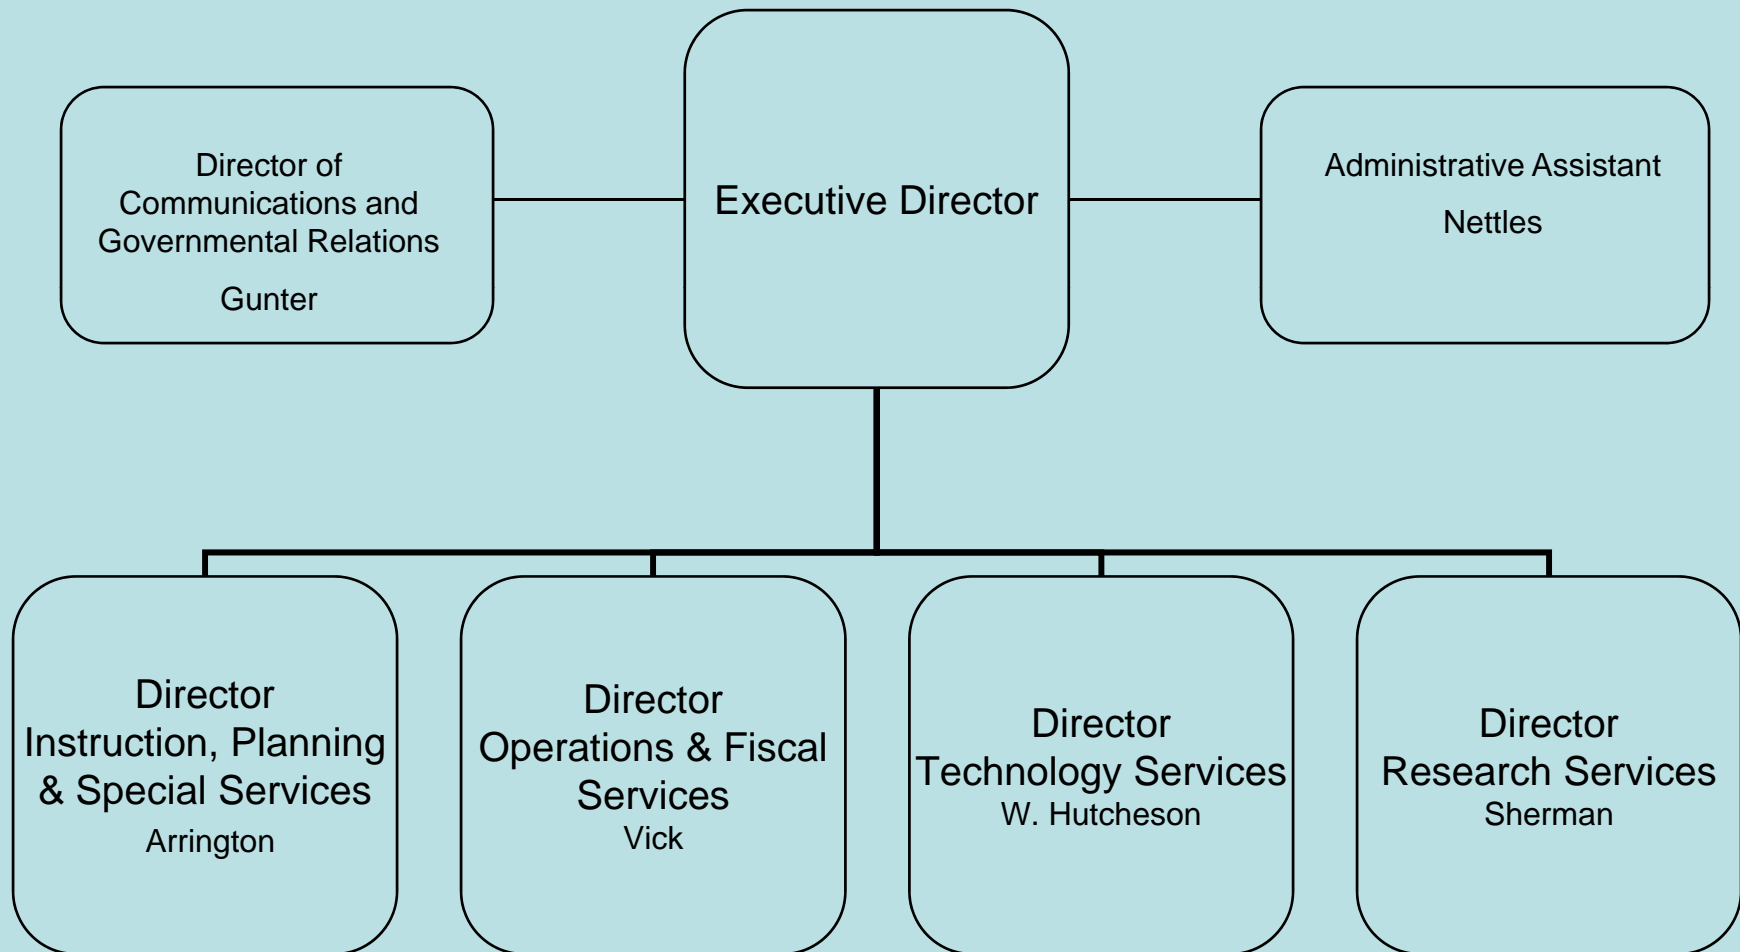 Director of
Communications and
Governmental Relations
Gunter
Executive Director
Administrative Assistant
Nettles
Director
Instruction, Planning
& Special Services
Arrington
Director
Operations & Fiscal
Services
Vick
Director
Technology Services
W. Hutcheson
Director
Research Services
Sherman